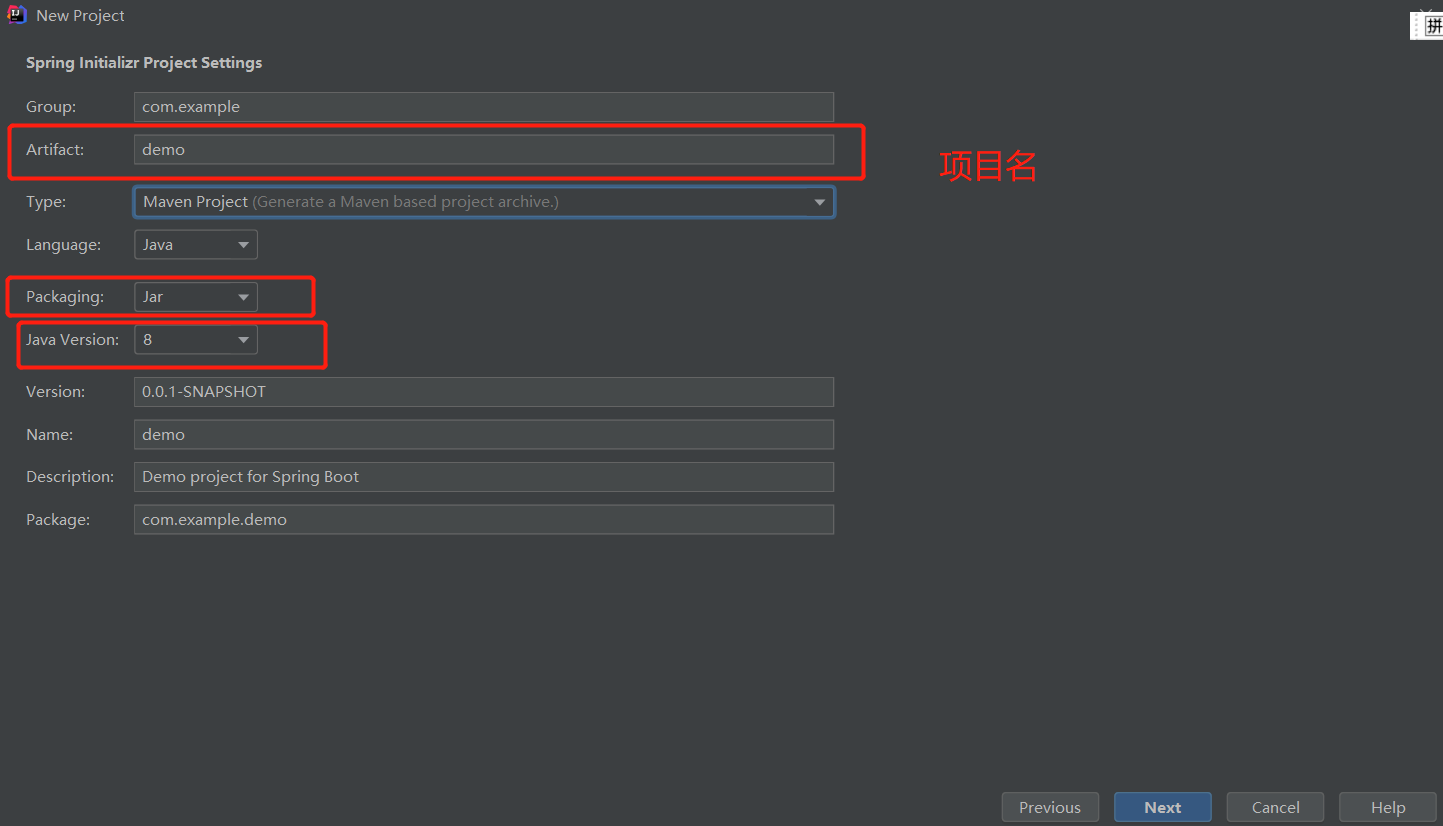 New Project
拼
Spring Initializr Project Settings
Group: com.example
Artifact: demo
项目名
Type: Maven Project (Generate a Maven based project archive.)
Language: Java
Packaging: Jar
Java Version: 8
Version: 0.0.1-SNAPSHOT
Name: demo
Description: Demo project for Spring Boot
Package: com.example.demo
Previous Next Cancel Help